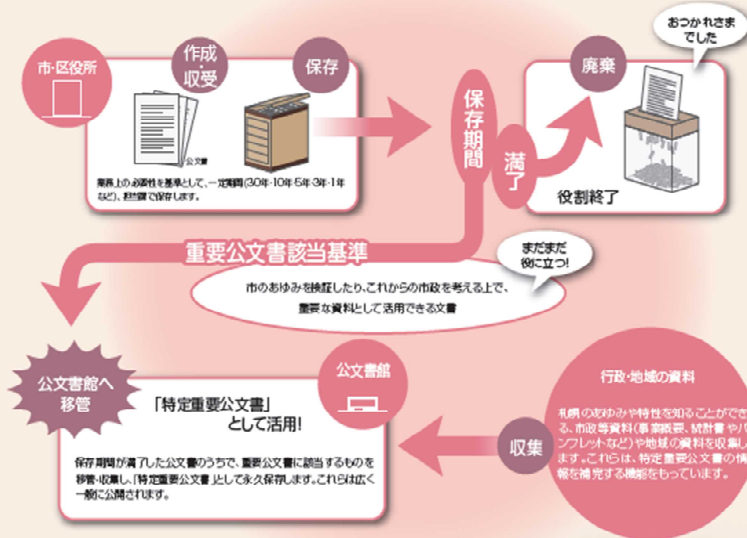 市・区役所
作成・収受
保存
公文書
業務上の必要性を基準として、一定期間(30年・10年・5年・3年・1年
など)、担当課で保存します。
保存期間
満了
廃棄
おつかれさま
でした
役割終了
重要公文書該当基準
まだまだ
役に立つ!
市のあゆみを検証したり、これからの市政を考える上で、
重要な資料として活用できる文書
公文書館へ
移管
公文書館
「特定重要公文書」
として活用!
保存期間が満了した公文書のうちで、重要公文書に該当するものを
移管・収集し、「特定重要公文書」として永久保存します。これらは広く
一般に公開されます。
収集
行政・地域の資料
札幌のあゆみや特性を知ることができ
る、市政等資料(事業概要、統計書やパ
ンフレットなど)や地域の資料を収集し
ます。これらは、特定重要公文書の情
報を補完する機能をもっています。